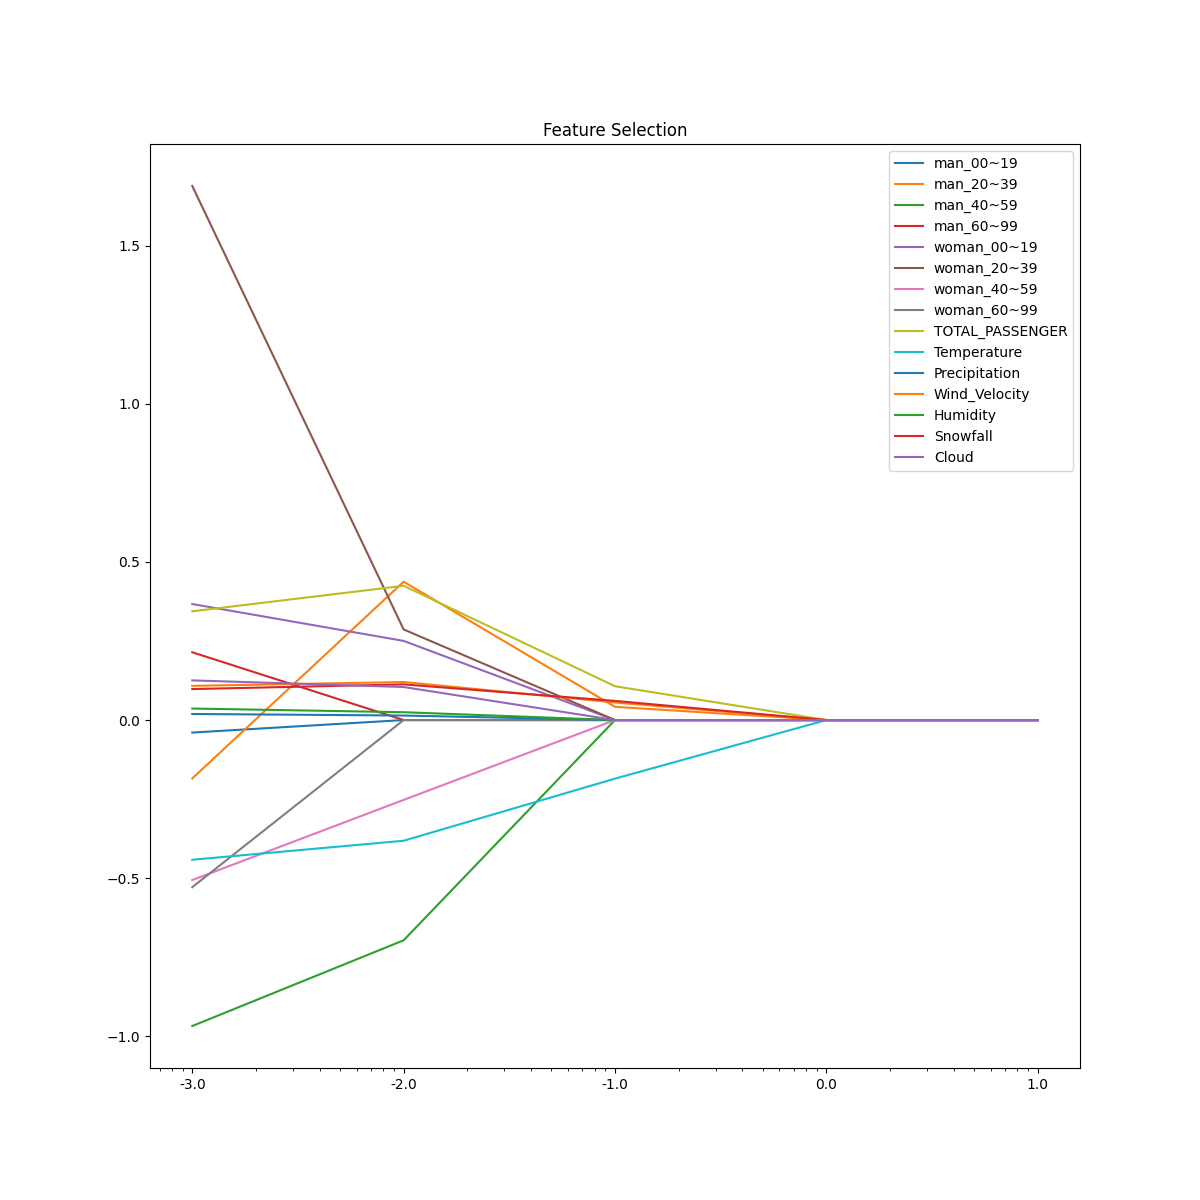 Feature Selection
man_00~19
man_20~39
man_40~59
man_60~99
woman_00~19
woman_20~39
woman_40~59
woman_60~99
TOTAL_PASSENGER
Temperature
Precipitation
Wind_Velocity
Humidity
Snowfall
Cloud
1.5
1.0
0.5
0.0
−0.5
−1.0
-3.0 -2.0 -1.0 0.0 1.0